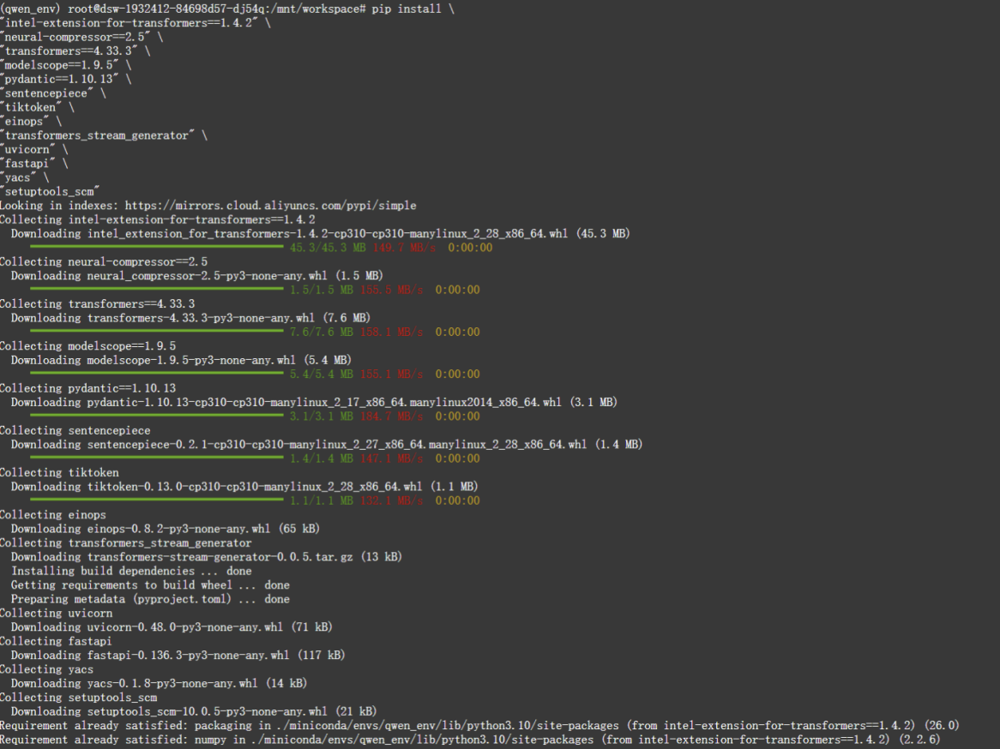 (qwen_env) root@dsw-1932412-84698d57-dj54q:/mnt/workspace# pip install \
"intel-extension-for-transformers==1.4.2" \
"neural-compressor==2.5" \
"transformers==4.33.3" \
"modelscope==1.9.5" \
"pydantic==1.10.13" \
"sentencepiece" \
"tiktoken" \
"einops" \
"transformers_stream_generator" \
"uvicorn" \
"fastapi" \
"yacs" \
"setuptools_scm"
Looking in indexes: https://mirrors.cloud.aliyuncs.com/pypi/simple
Collecting intel-extension-for-transformers==1.4.2
  Downloading intel_extension_for_transformers-1.4.2-cp310-cp310-manylinux_2_28_x86_64.whl (45.3 MB)
45.3/45.3 MB 149.7 MB/s 0:00:00
Collecting neural-compressor==2.5
  Downloading neural_compressor-2.5-py3-none-any.whl (1.5 MB)
1.5/1.5 MB 155.5 MB/s 0:00:00
Collecting transformers==4.33.3
  Downloading transformers-4.33.3-py3-none-any.whl (7.6 MB)
7.6/7.6 MB 158.1 MB/s 0:00:00
Collecting modelscope==1.9.5
  Downloading modelscope-1.9.5-py3-none-any.whl (5.4 MB)
5.4/5.4 MB 155.1 MB/s 0:00:00
Collecting pydantic==1.10.13
  Downloading pydantic-1.10.13-cp310-cp310-manylinux_2_17_x86_64.manylinux2014_x86_64.whl (3.1 MB)
3.1/3.1 MB 184.7 MB/s 0:00:00
Collecting sentencepiece
  Downloading sentencepiece-0.2.1-cp310-cp310-manylinux_2_27_x86_64.manylinux_2_28_x86_64.whl (1.4 MB)
1.4/1.4 MB 147.1 MB/s 0:00:00
Collecting tiktoken
  Downloading tiktoken-0.13.0-cp310-cp310-manylinux_2_28_x86_64.whl (1.1 MB)
1.1/1.1 MB 132.1 MB/s 0:00:00
Collecting einops
  Downloading einops-0.8.2-py3-none-any.whl (65 kB)
Collecting transformers_stream_generator
  Downloading transformers-stream-generator-0.0.5.tar.gz (13 kB)
  Installing build dependencies ... done
  Getting requirements to build wheel ... done
  Preparing metadata (pyproject.toml) ... done
Collecting uvicorn
  Downloading uvicorn-0.48.0-py3-none-any.whl (71 kB)
Collecting fastapi
  Downloading fastapi-0.136.3-py3-none-any.whl (117 kB)
Collecting yacs
  Downloading yacs-0.1.8-py3-none-any.whl (14 kB)
Collecting setuptools_scm
  Downloading setuptools_scm-10.0.5-py3-none-any.whl (21 kB)
Requirement already satisfied: packaging in ./miniconda/envs/qwen_env/lib/python3.10/site-packages (from intel-extension-for-transformers==1.4.2) (26.0)
Requirement already satisfied: numpy in ./miniconda/envs/qwen_env/lib/python3.10/site-packages (from intel-extension-for-transformers==1.4.2) (2.2.6)